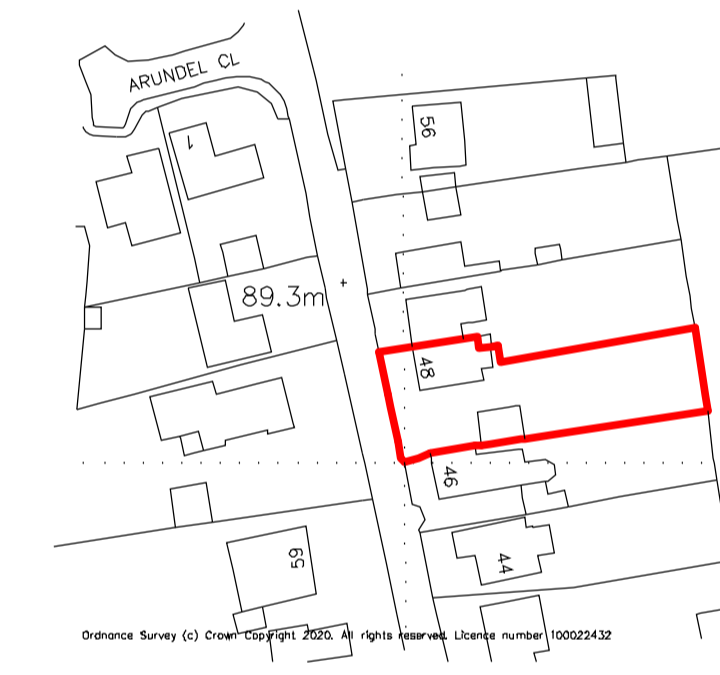 ARUNDEL CL
1
56
89.3m
48
46
44
59
Ordnance Survey (c) Crown Copyright 2020. All rights reserved. Licence number 100022432